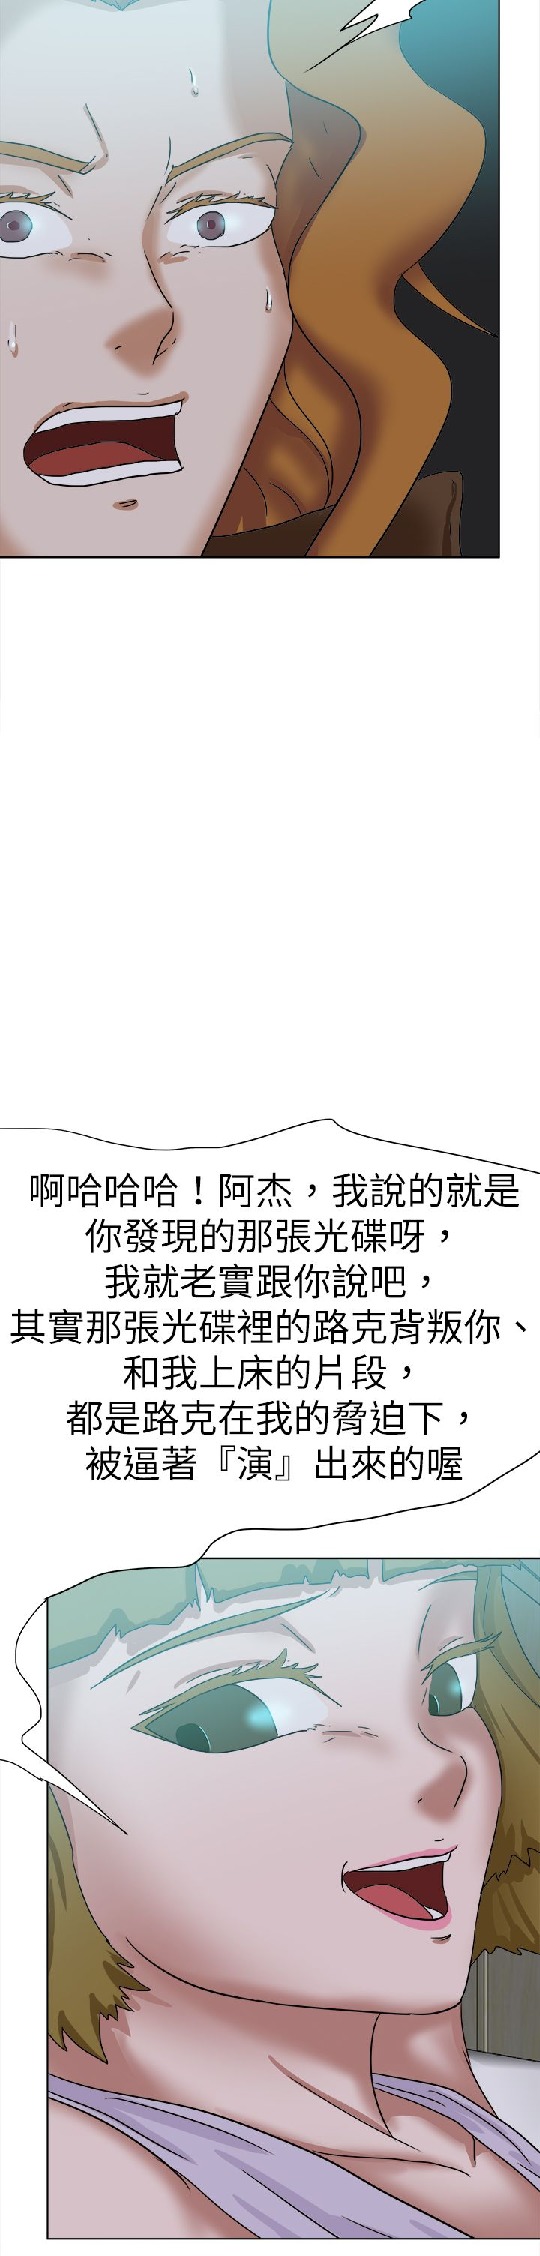 啊哈哈哈！阿杰，我說的就是
你發現的那張光碟呀，
我就老實跟你說吧，
其實那張光碟裡的路克背叛你、
和我上床的片段，
都是路克在我的脅迫下，
被逼著『演』出來的喔